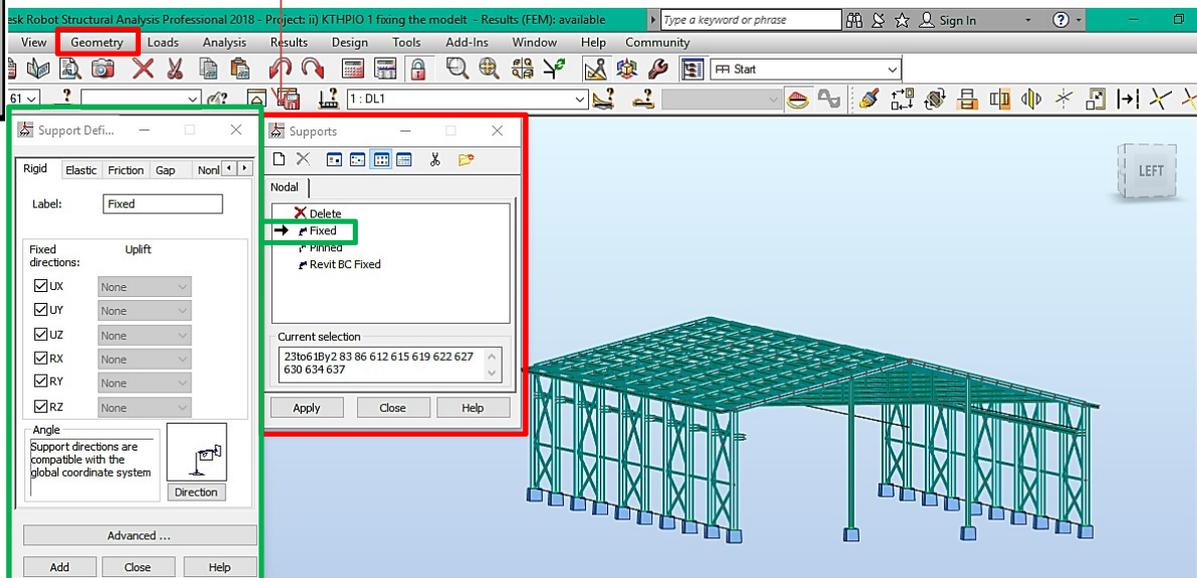 esk Robot Structural Analysis Professional 2018 - Project: ii) KTHPIO 1 fixing the modelt - Results (FEM): available
Type a keyword or phrase
Sign In
View Geometry Loads Analysis Results Design Tools Add-Ins Window Help Community
Start
61
1 : DL1
Support Defi...
Rigid Elastic Friction Gap Nonl
Label: Fixed
Fixed directions:
Uplift
UX None
UY None
UZ None
RX None
RY None
RZ None
Angle
Support directions are
compatible with the
global coordinate system
Direction
Advanced ...
Add Close Help
Supports
Nodal
Delete
Fixed
Pinned
Revit BC Fixed
Current selection
23to61By2 83 86 612 615 619 622 627
630 634 637
Apply Close Help
LEFT